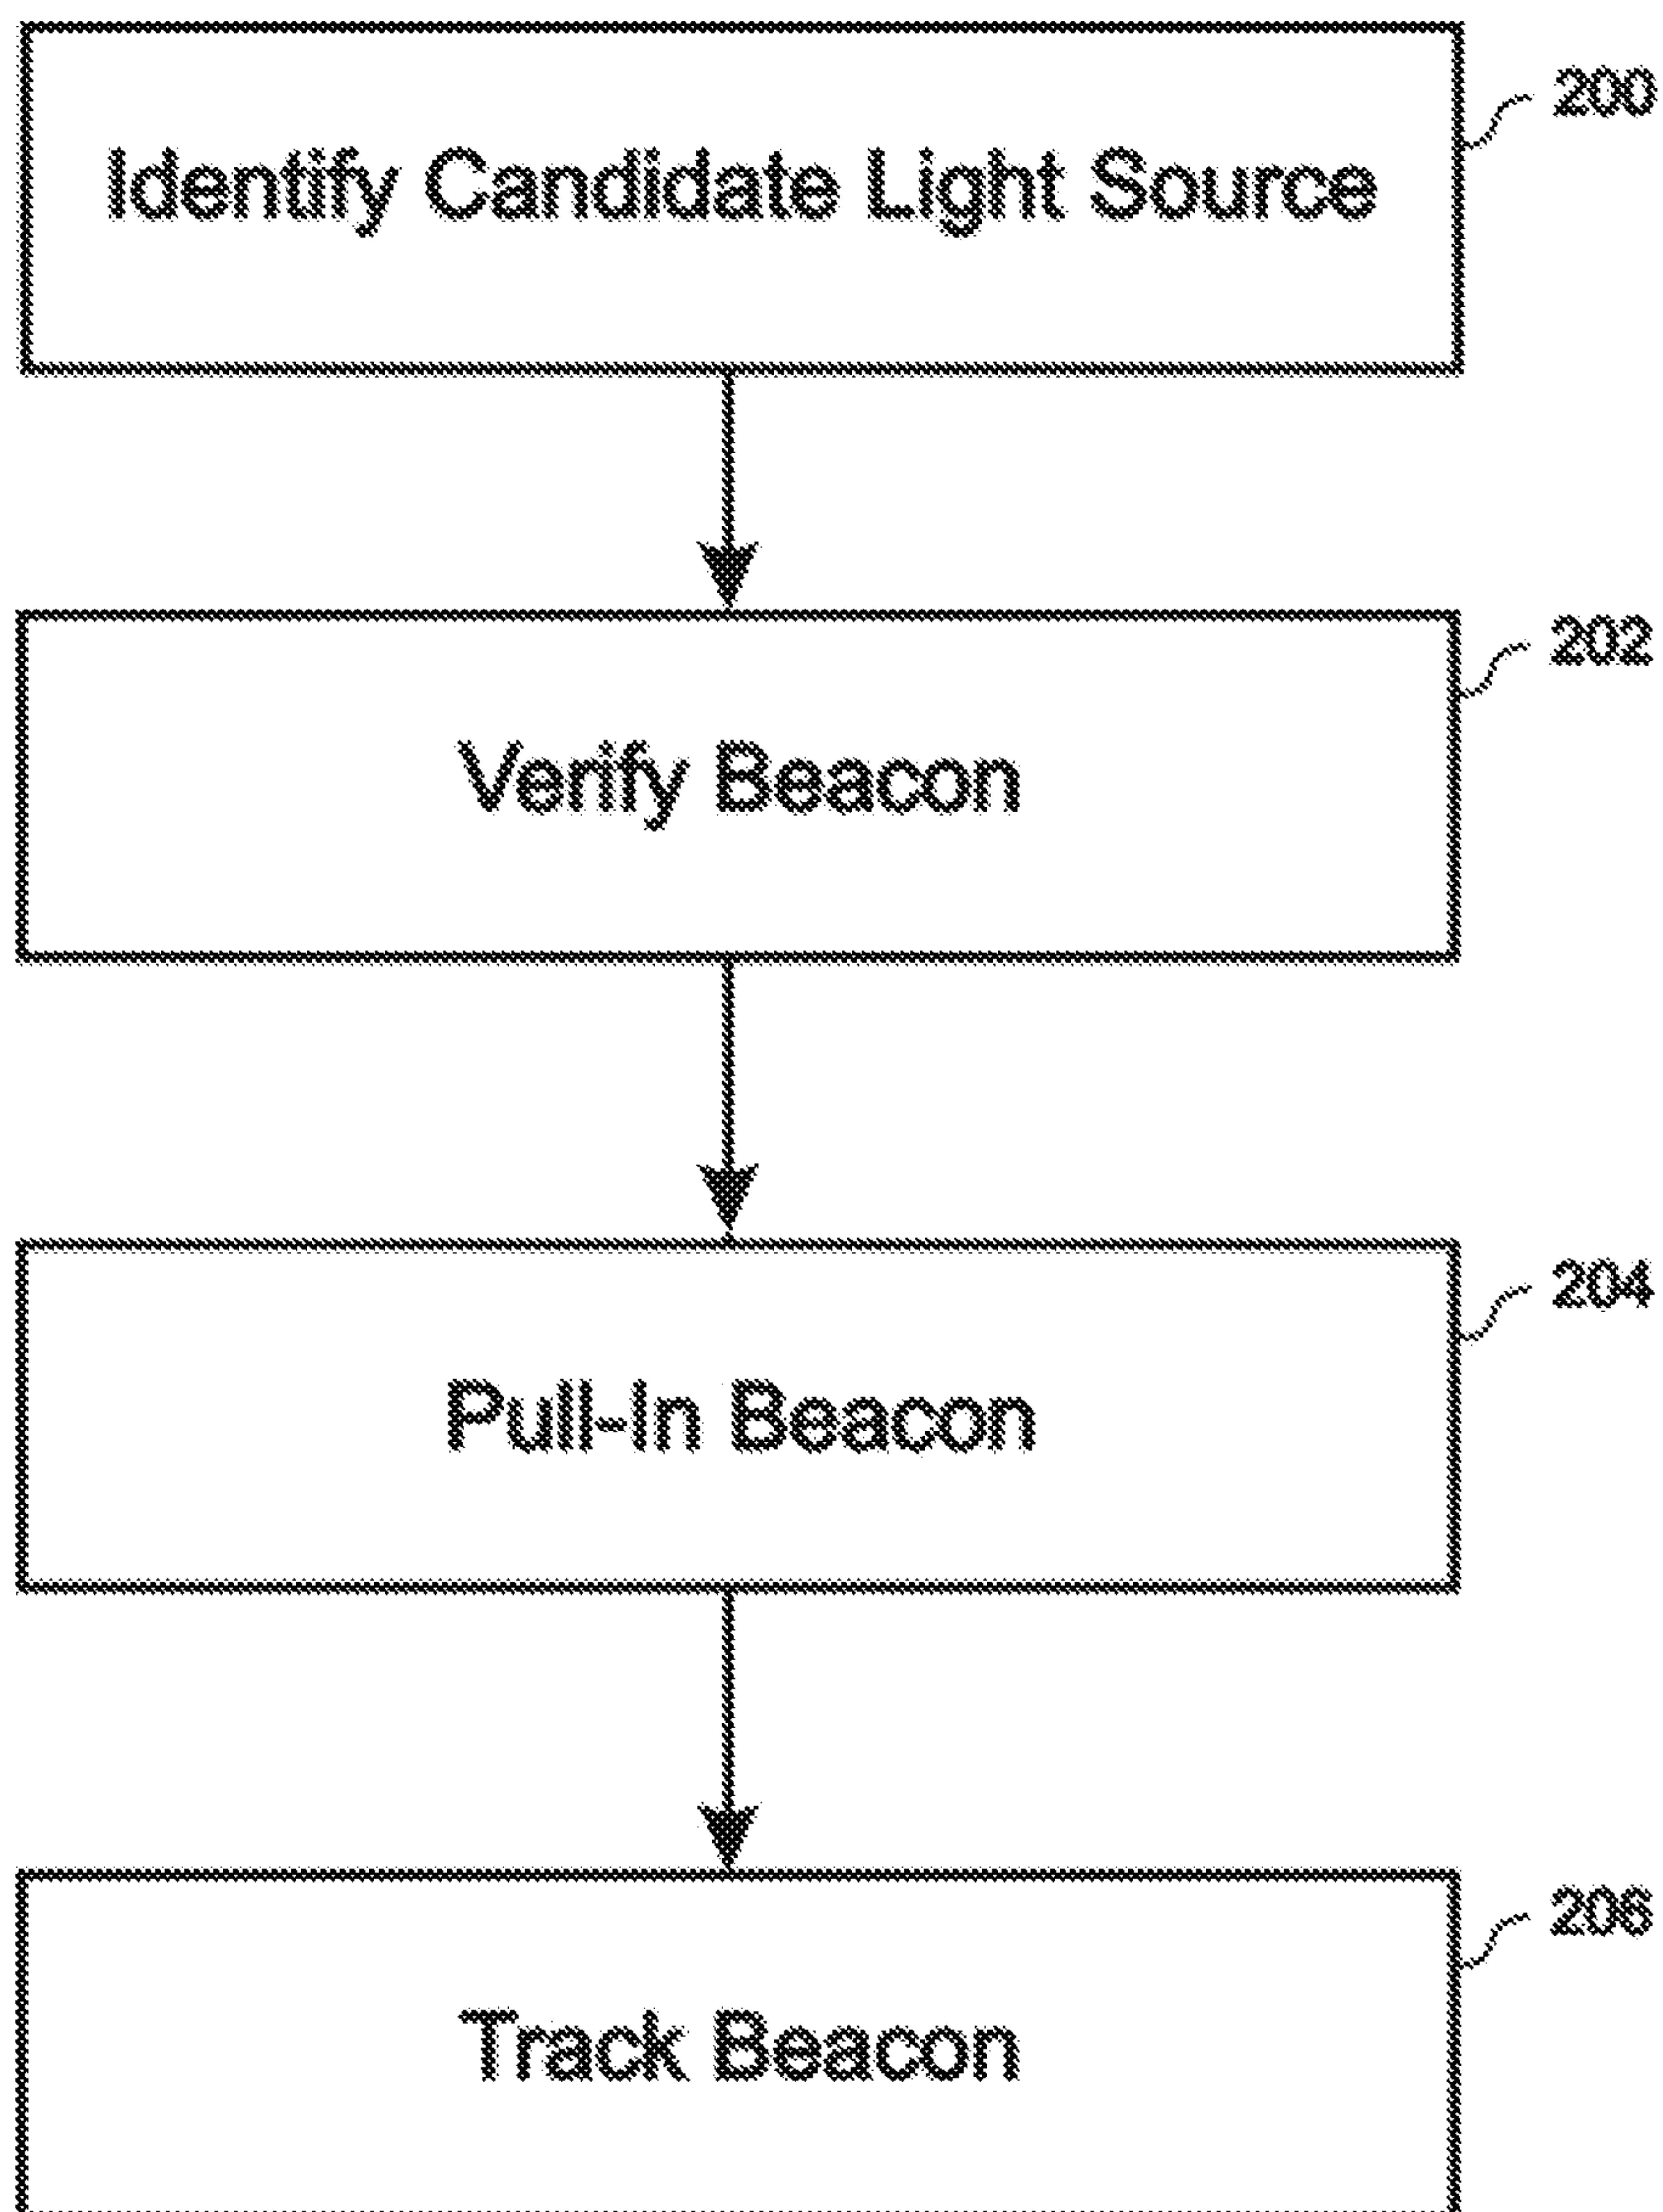 200
Identify Candidate Light Source
202
Verify Beacon
204
Pull-In Beacon
206
Track Beacon